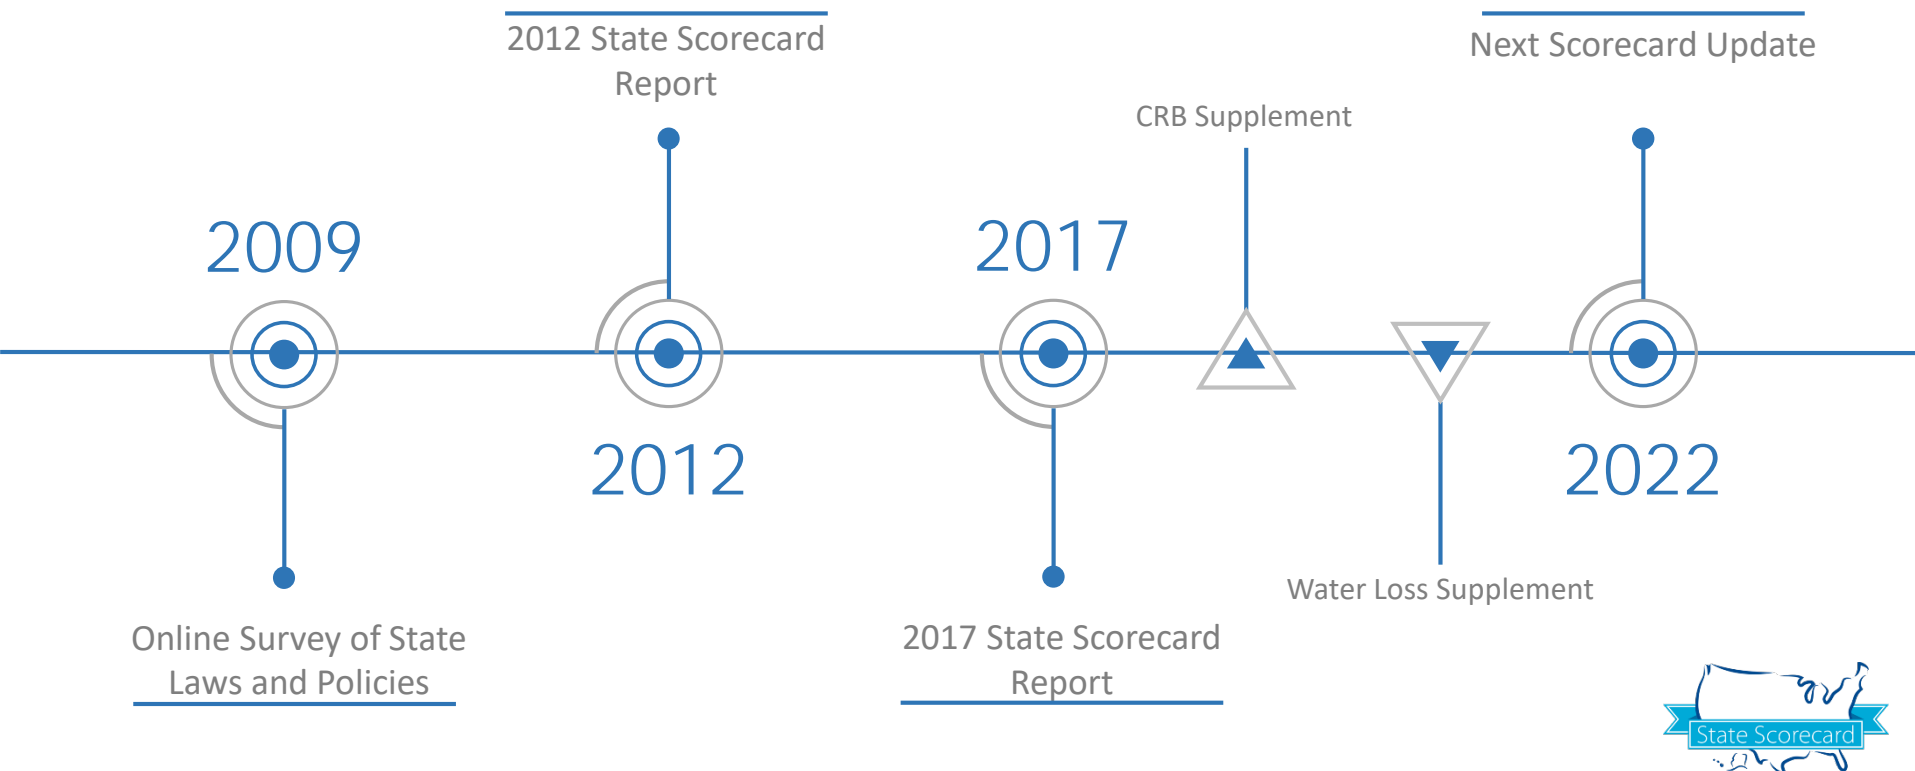 2012 State Scorecard
Report
Next Scorecard Update
CRB Supplement
2009
2017
2012
2022
Water Loss Supplement
Online Survey of State
Laws and Policies
2017 State Scorecard
Report
State Scorecard